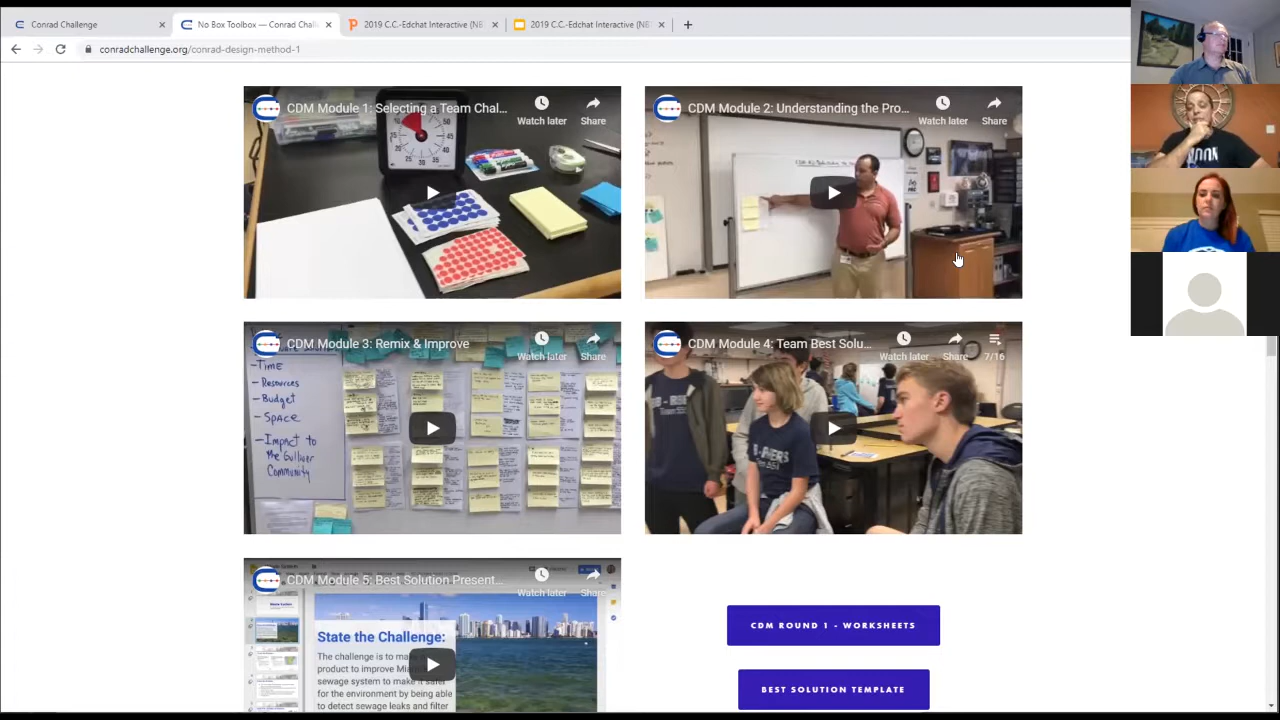 Conrad Challenge
No Box Toolbox — Conrad Chall
2019 C.C.-Edchat Interactive (NB
2019 C.C.-Edchat Interactive (NB
conradchallenge.org/conrad-design-method-1
CDM Module 1: Selecting a Team Chal...
Watch later
Share
CDM Module 2: Understanding the Pro...
Watch later
Share
CDM Module 3: Remix & Improve
Watch later
Share
- Time
- Resources
- Budget
- Space
- Impact to
the Gulliver
Community
CDM Module 4: Team Best Solu...
Watch later
Share
7/16
CDM Module 5: Best Solution Present...
Watch later
Share
State the Challenge:
The challenge is to ma
product to improve Miam
sewage system to make it safer
for the environment by being able
to detect sewage leaks and filter
CDM ROUND 1 - WORKSHEETS
BEST SOLUTION TEMPLATE